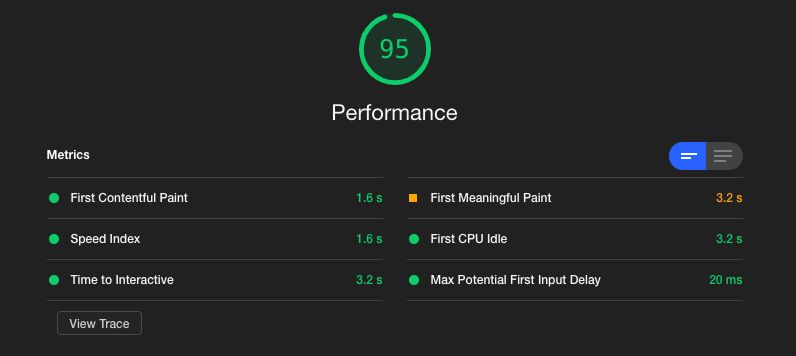 95
Performance
Metrics
First Contentful Paint 1.6 s
First Meaningful Paint 3.2 s
Speed Index 1.6 s
First CPU Idle 3.2 s
Time to Interactive 3.2 s
Max Potential First Input Delay 20 ms
View Trace